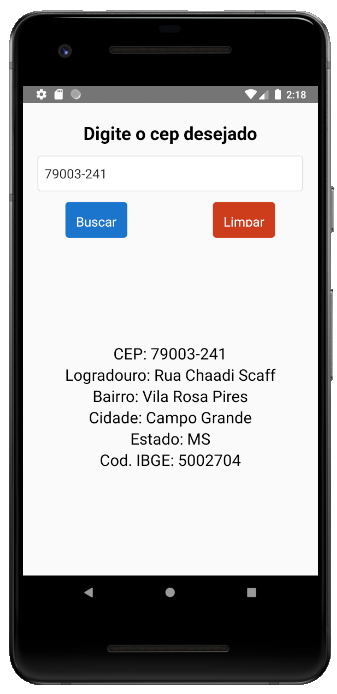 2:18
Digite o cep desejado
79003-241
Buscar
Limpar
CEP: 79003-241
Logradouro: Rua Chaadi Scaff
Bairro: Vila Rosa Pires
Cidade: Campo Grande
Estado: MS
Cod. IBGE: 5002704